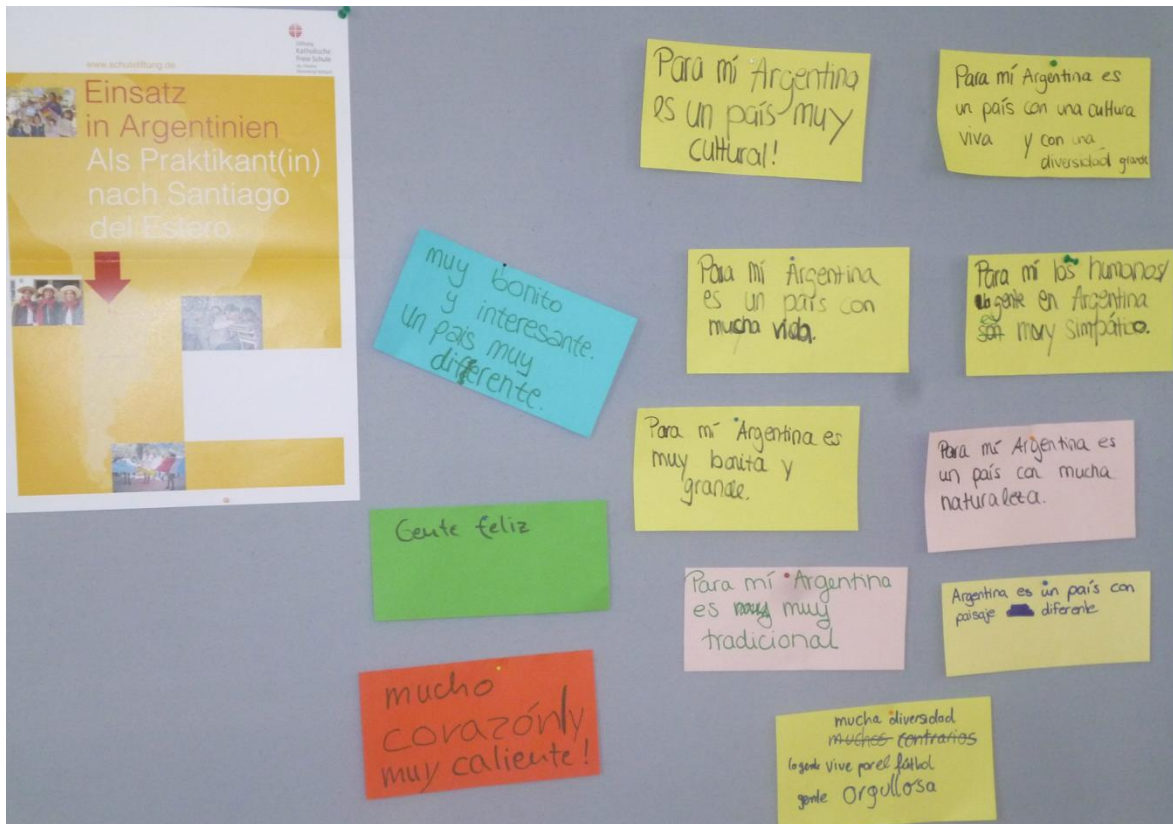 www.schulstiftung.de
Stiftung
Katholische
Freie Schule
Einsatz
in Argentinien
Als Praktikant(in)
nach Santiago
del Estero
Para mí Argentina
es un país muy
cultural!
Para mí Argentina es
un país con una cultura
viva y con una
diversidad grande
muy bonito
y interesante.
Un país muy
diferente.
Para mí Argentina
es un país con
mucha vida.
Para mí los humanos/
la gente en Argentina
es muy simpático.
Para mí Argentina es
muy bonita y
grande.
Para mí Argentina es
un país con mucha
naturaleza.
Gente feliz
Para mí Argentina
es muy
tradicional
Argentina es un país con
paisaje diferente
mucho
corazón y
muy caliente!
mucha diversidad
muchos contrarios
la gente vive por el fútbol
gente orgullosa